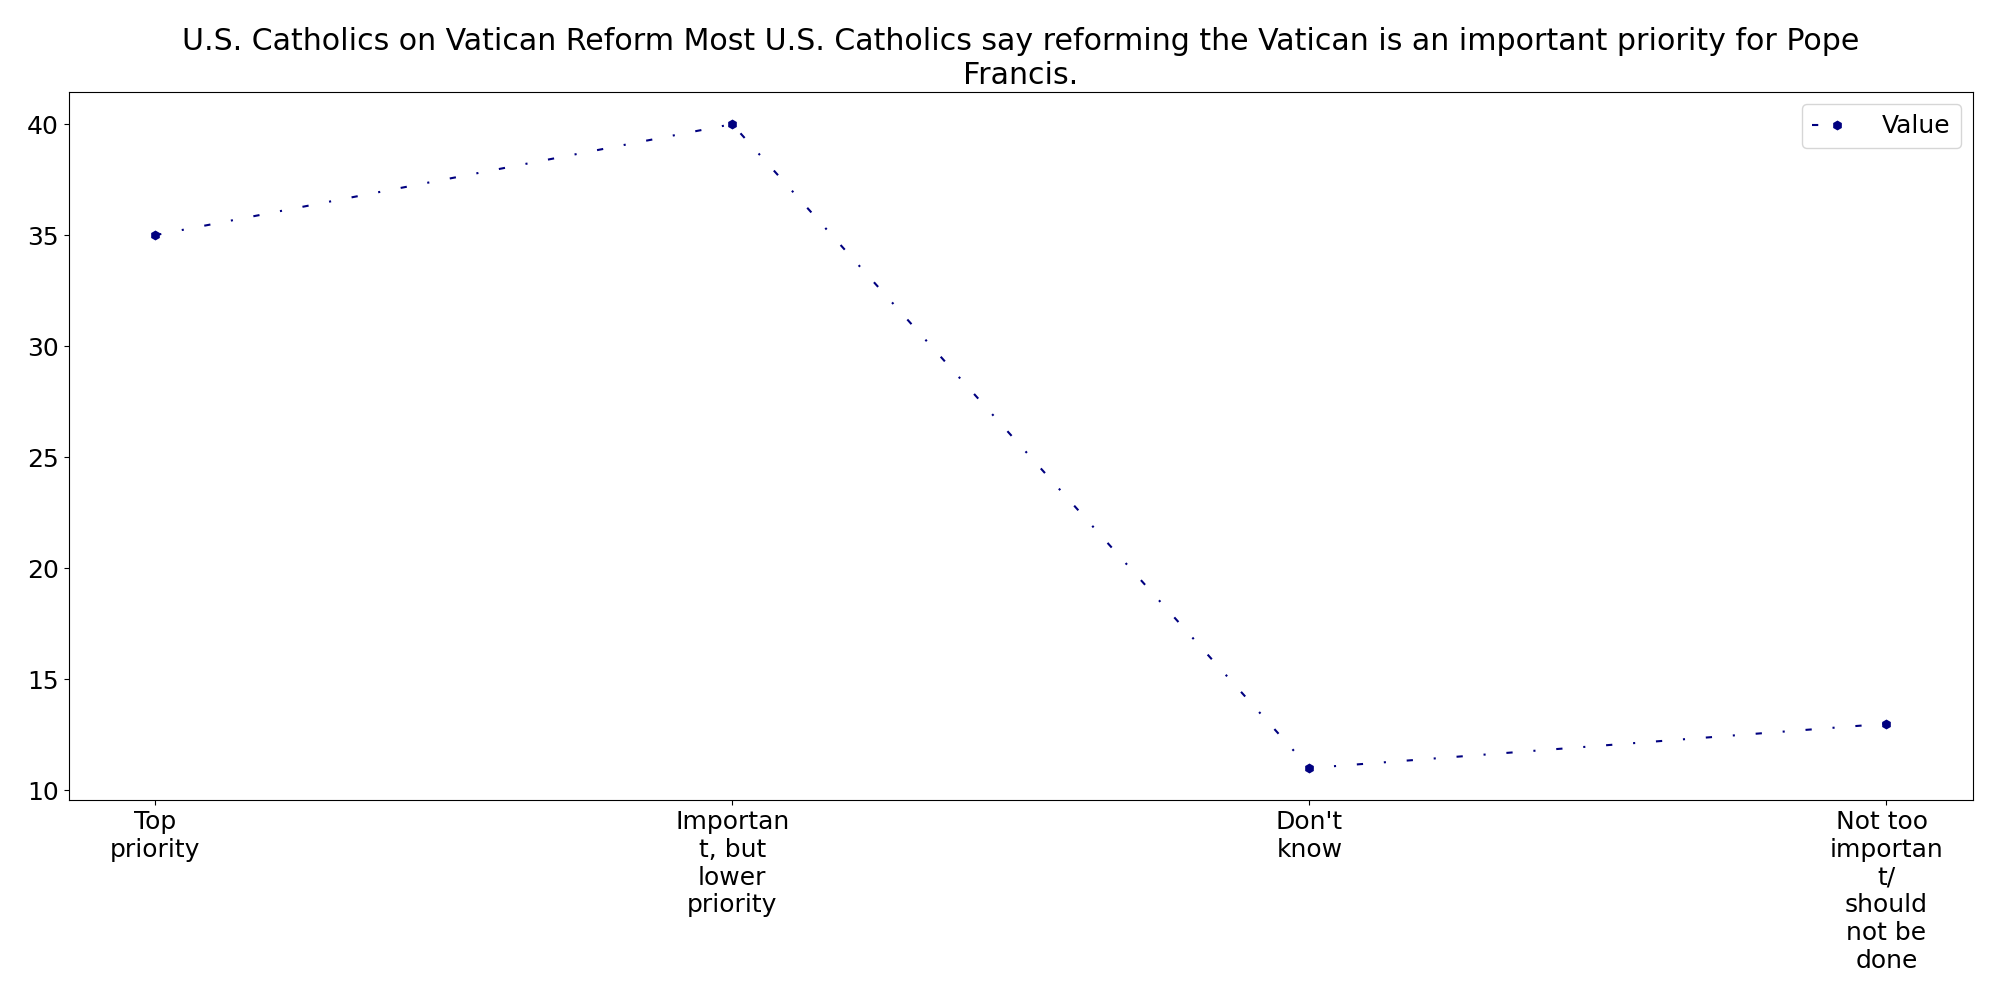 U.S. Catholics on Vatican Reform Most U.S. Catholics say reforming the Vatican is an important priority for Pope
Francis.
Value
40
35
30
25
20
15
10
Top
priority
Importan
t, but
lower
priority
Don't
know
Not too
importan
t/
should
not be
done